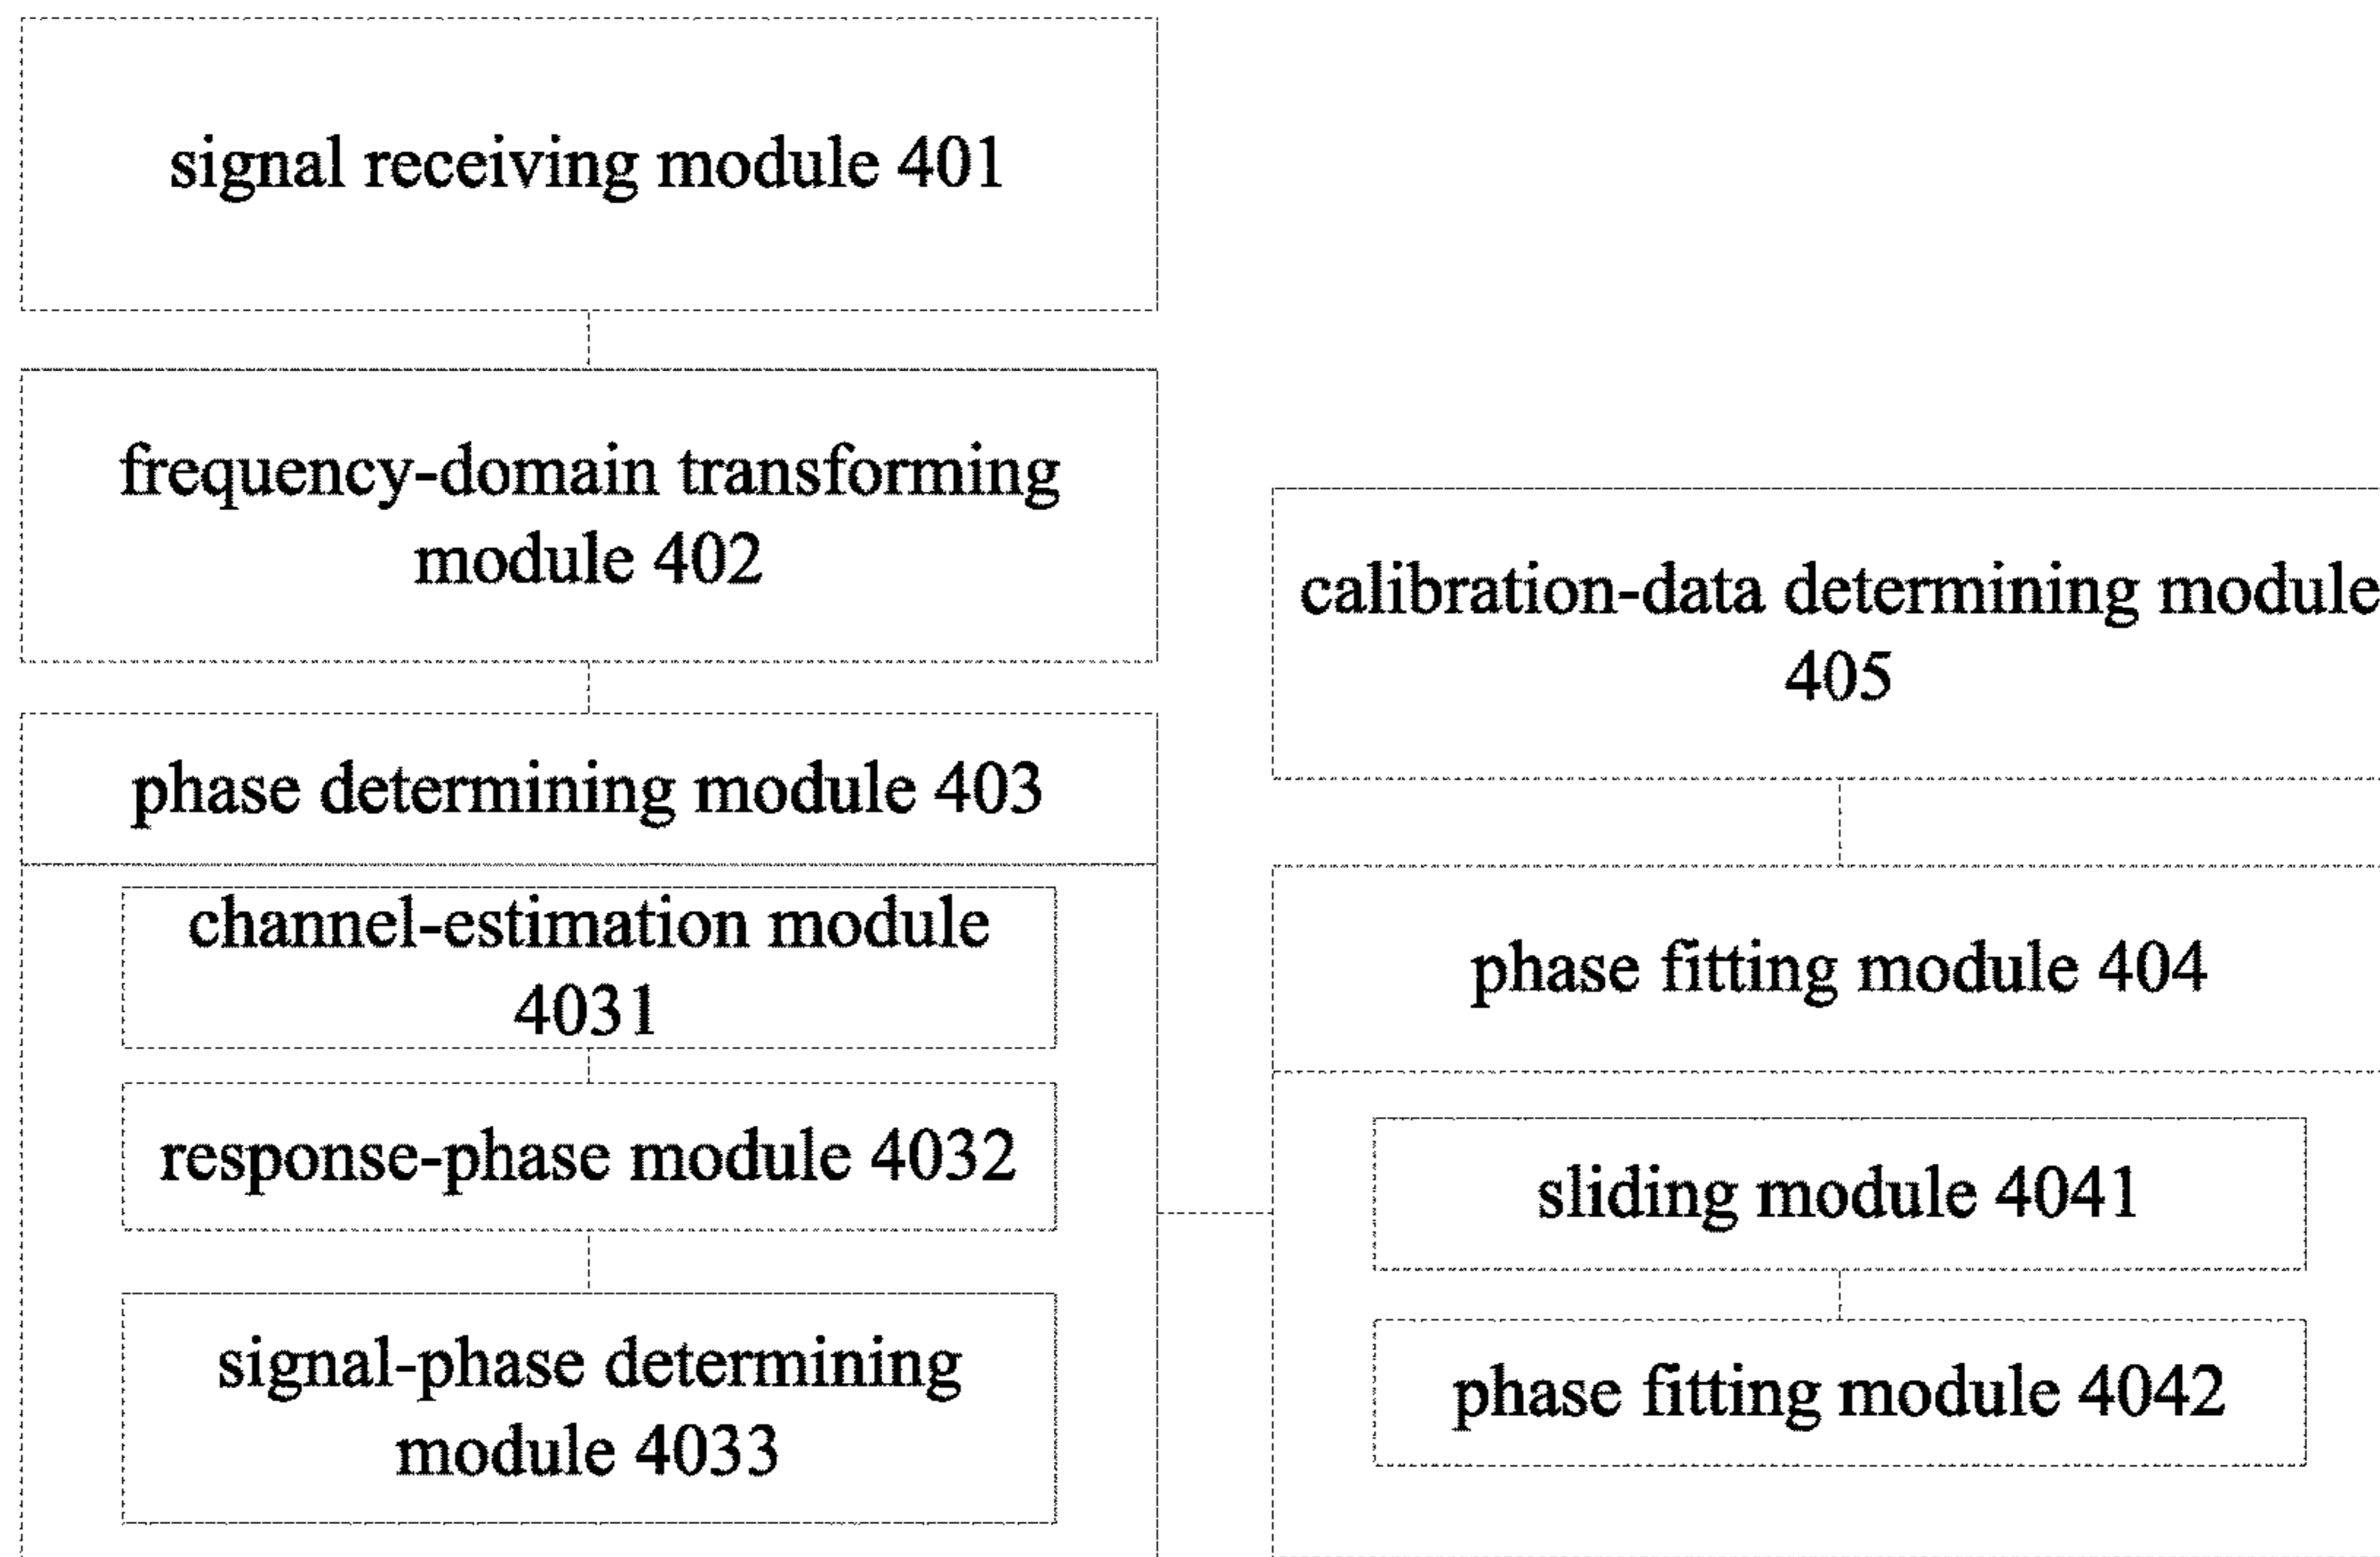 signal receiving module 401
frequency-domain transforming
module 402
phase determining module 403
channel-estimation module
4031
response-phase module 4032
signal-phase determining
module 4033
calibration-data determining module
405
phase fitting module 404
sliding module 4041
phase fitting module 4042